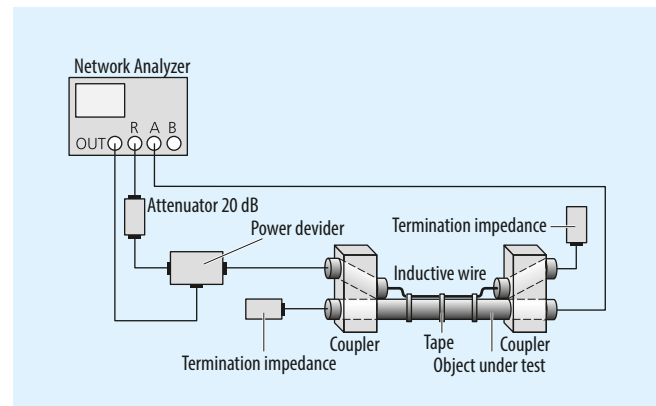 Network Analyzer
R A B
OUT
Attenuator 20 dB
Power devider
Termination impedance
Inductive wire
Coupler
Tape
Coupler
Termination impedance
Object under test